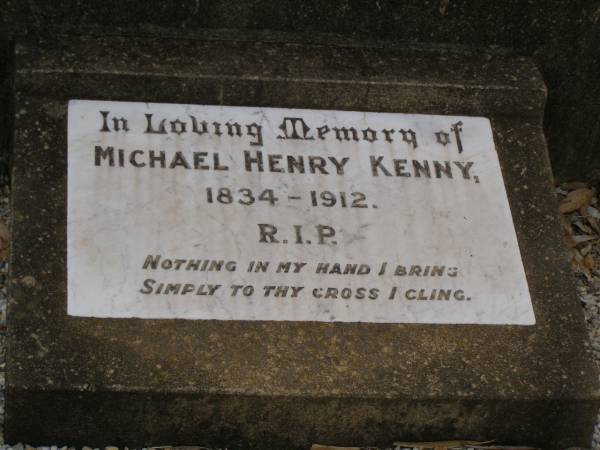 In Loving Memory of
MICHAEL HENRY KENNY,
1834 - 1912.
R.I.P.
NOTHING IN MY HAND I BRING
SIMPLY TO THY CROSS I CLING.